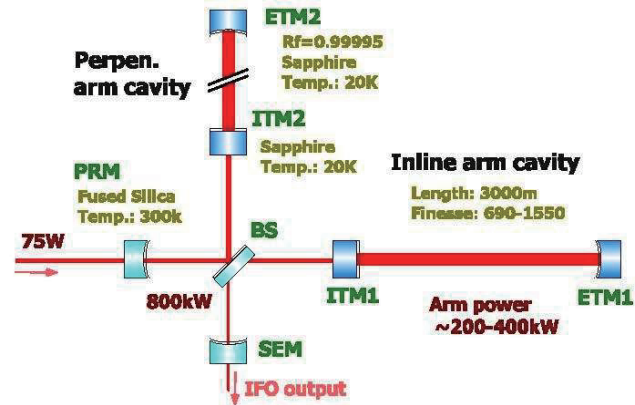 ETM2
Rf=0.99995
Sapphire
Temp.: 20K
Perpen.
arm cavity
ITM2
Sapphire
Temp.: 20K
Inline arm cavity
Length: 3000m
Finesse: 690-1550
PRM
Fused Silica
Temp.: 300k
75W
BS
800kW
ITM1
ETM1
Arm power
~200-400kW
SEM
IFO output